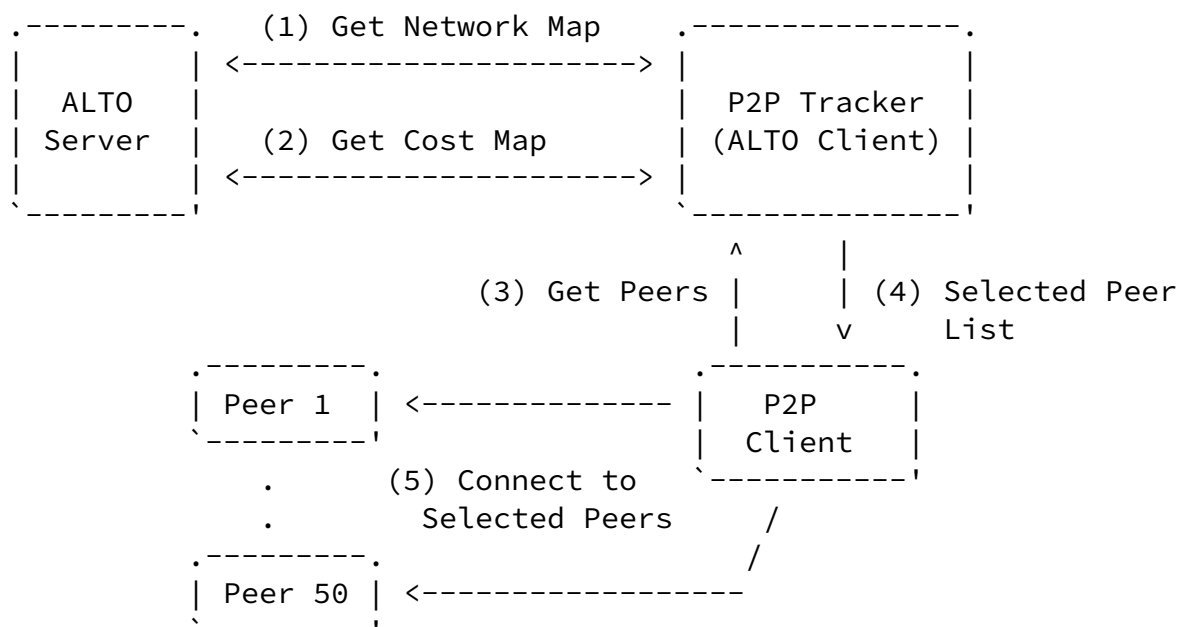 (1) Get Network Map
ALTO
Server
P2P Tracker
(ALTO Client)
(2) Get Cost Map
(3) Get Peers
(4) Selected Peer
List
Peer 1
P2P
Client
(5) Connect to
Selected Peers
Peer 50